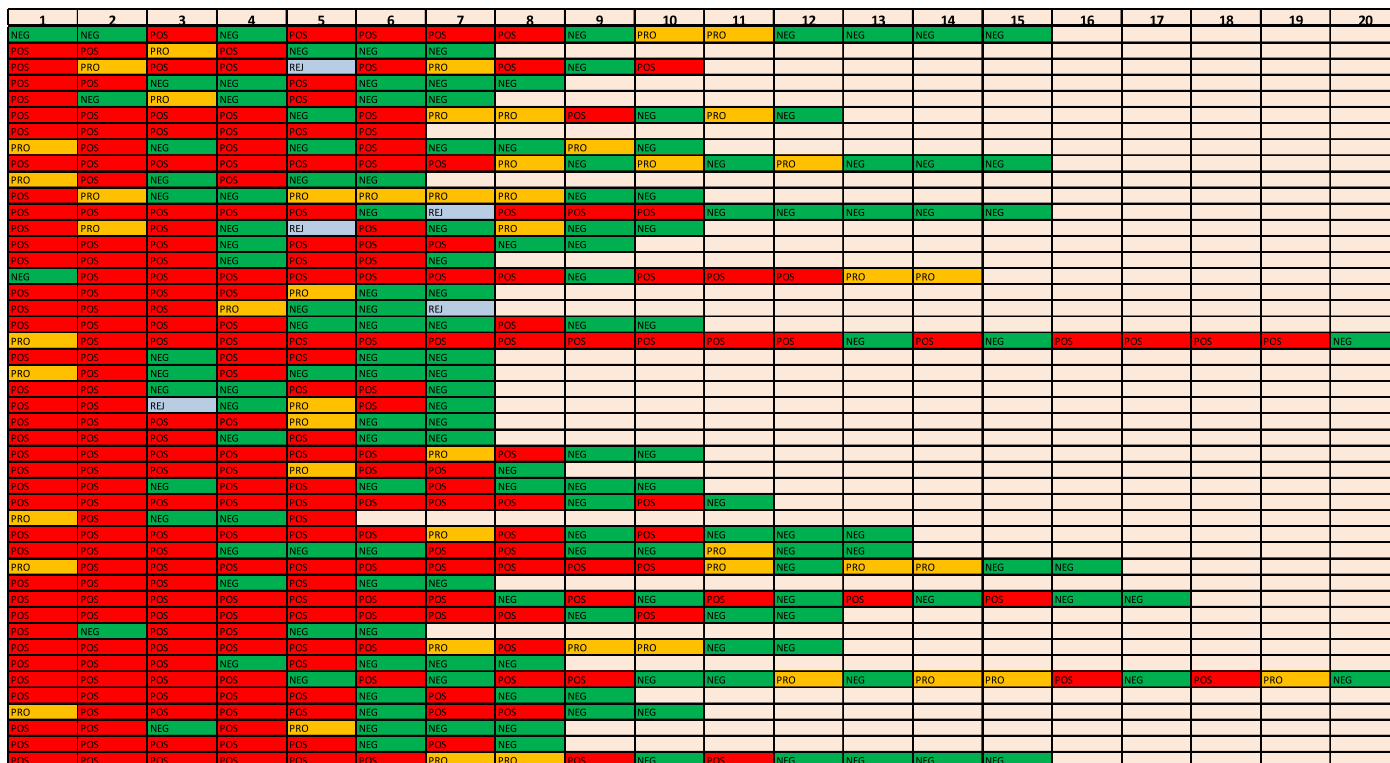 1 2 3 4 5 6 7 8 9 10 11 12 13 14 15 16 17 18 19 20
NEG NEG POS NEG POS POS POS POS NEG PRO PRO NEG NEG NEG NEG
POS POS PRO POS NEG NEG NEG
POS PRO POS POS REJ POS PRO POS NEG POS
POS POS NEG NEG POS NEG NEG NEG
POS NEG PRO NEG POS NEG NEG
POS POS POS POS NEG POS PRO PRO POS NEG PRO NEG
POS POS POS POS POS POS
PRO POS NEG POS NEG POS NEG NEG PRO NEG
POS POS POS POS POS POS POS PRO NEG PRO NEG PRO NEG NEG NEG
PRO POS NEG POS NEG NEG
POS PRO NEG NEG PRO PRO PRO PRO NEG NEG
POS POS POS POS POS NEG REJ POS POS POS NEG NEG NEG NEG NEG
POS PRO POS NEG REJ POS NEG PRO NEG NEG
POS POS POS NEG POS POS POS NEG NEG
POS POS POS NEG POS POS NEG
NEG POS POS POS POS POS POS POS NEG POS POS POS PRO PRO
POS POS POS POS PRO NEG NEG
POS POS POS PRO NEG NEG REJ
POS POS POS POS NEG NEG NEG POS NEG NEG
PRO POS POS POS POS POS POS POS POS POS POS POS NEG POS NEG POS POS POS POS NEG
POS POS NEG POS POS NEG NEG
PRO POS NEG POS NEG NEG NEG
POS POS NEG NEG POS POS NEG
POS POS REJ NEG PRO POS NEG
POS POS POS POS PRO NEG NEG
POS POS POS NEG POS NEG NEG
POS POS POS POS POS POS PRO POS NEG NEG
POS POS POS POS PRO POS POS NEG
POS POS NEG POS POS NEG POS NEG NEG NEG
POS POS POS POS POS POS POS POS NEG POS NEG
PRO POS NEG NEG POS
POS POS POS POS POS POS PRO POS NEG POS NEG NEG NEG
POS POS POS NEG NEG NEG POS POS NEG NEG PRO NEG NEG
PRO POS POS POS POS POS POS POS POS POS PRO NEG PRO PRO NEG NEG
POS POS POS NEG POS NEG NEG
POS POS POS POS POS POS POS NEG POS NEG POS NEG POS NEG POS NEG NEG
POS POS POS POS POS POS POS POS NEG POS NEG NEG
POS NEG POS POS NEG NEG
POS POS POS POS POS POS PRO POS PRO PRO NEG NEG
POS POS POS NEG POS NEG NEG NEG
POS POS POS POS NEG POS NEG POS POS NEG NEG PRO NEG PRO PRO POS NEG POS PRO NEG
POS POS POS POS POS NEG POS NEG NEG
PRO POS POS POS POS NEG POS POS NEG NEG
POS POS NEG POS PRO NEG NEG NEG
POS POS POS POS POS NEG POS NEG
POS POS POS POS POS POS PRO PRO POS NEG POS NEG NEG NEG NEG